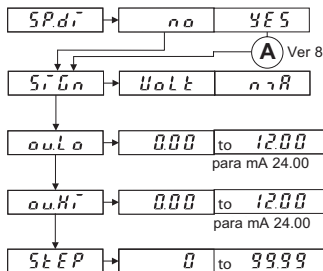 SP.di no YES
A Ver 8
SiGn VoLt mA
ou.Lo 0.00 to 12.00
para mA 24.00
ou.Hi 0.00 to 12.00
para mA 24.00
StEP 0 to 99.99